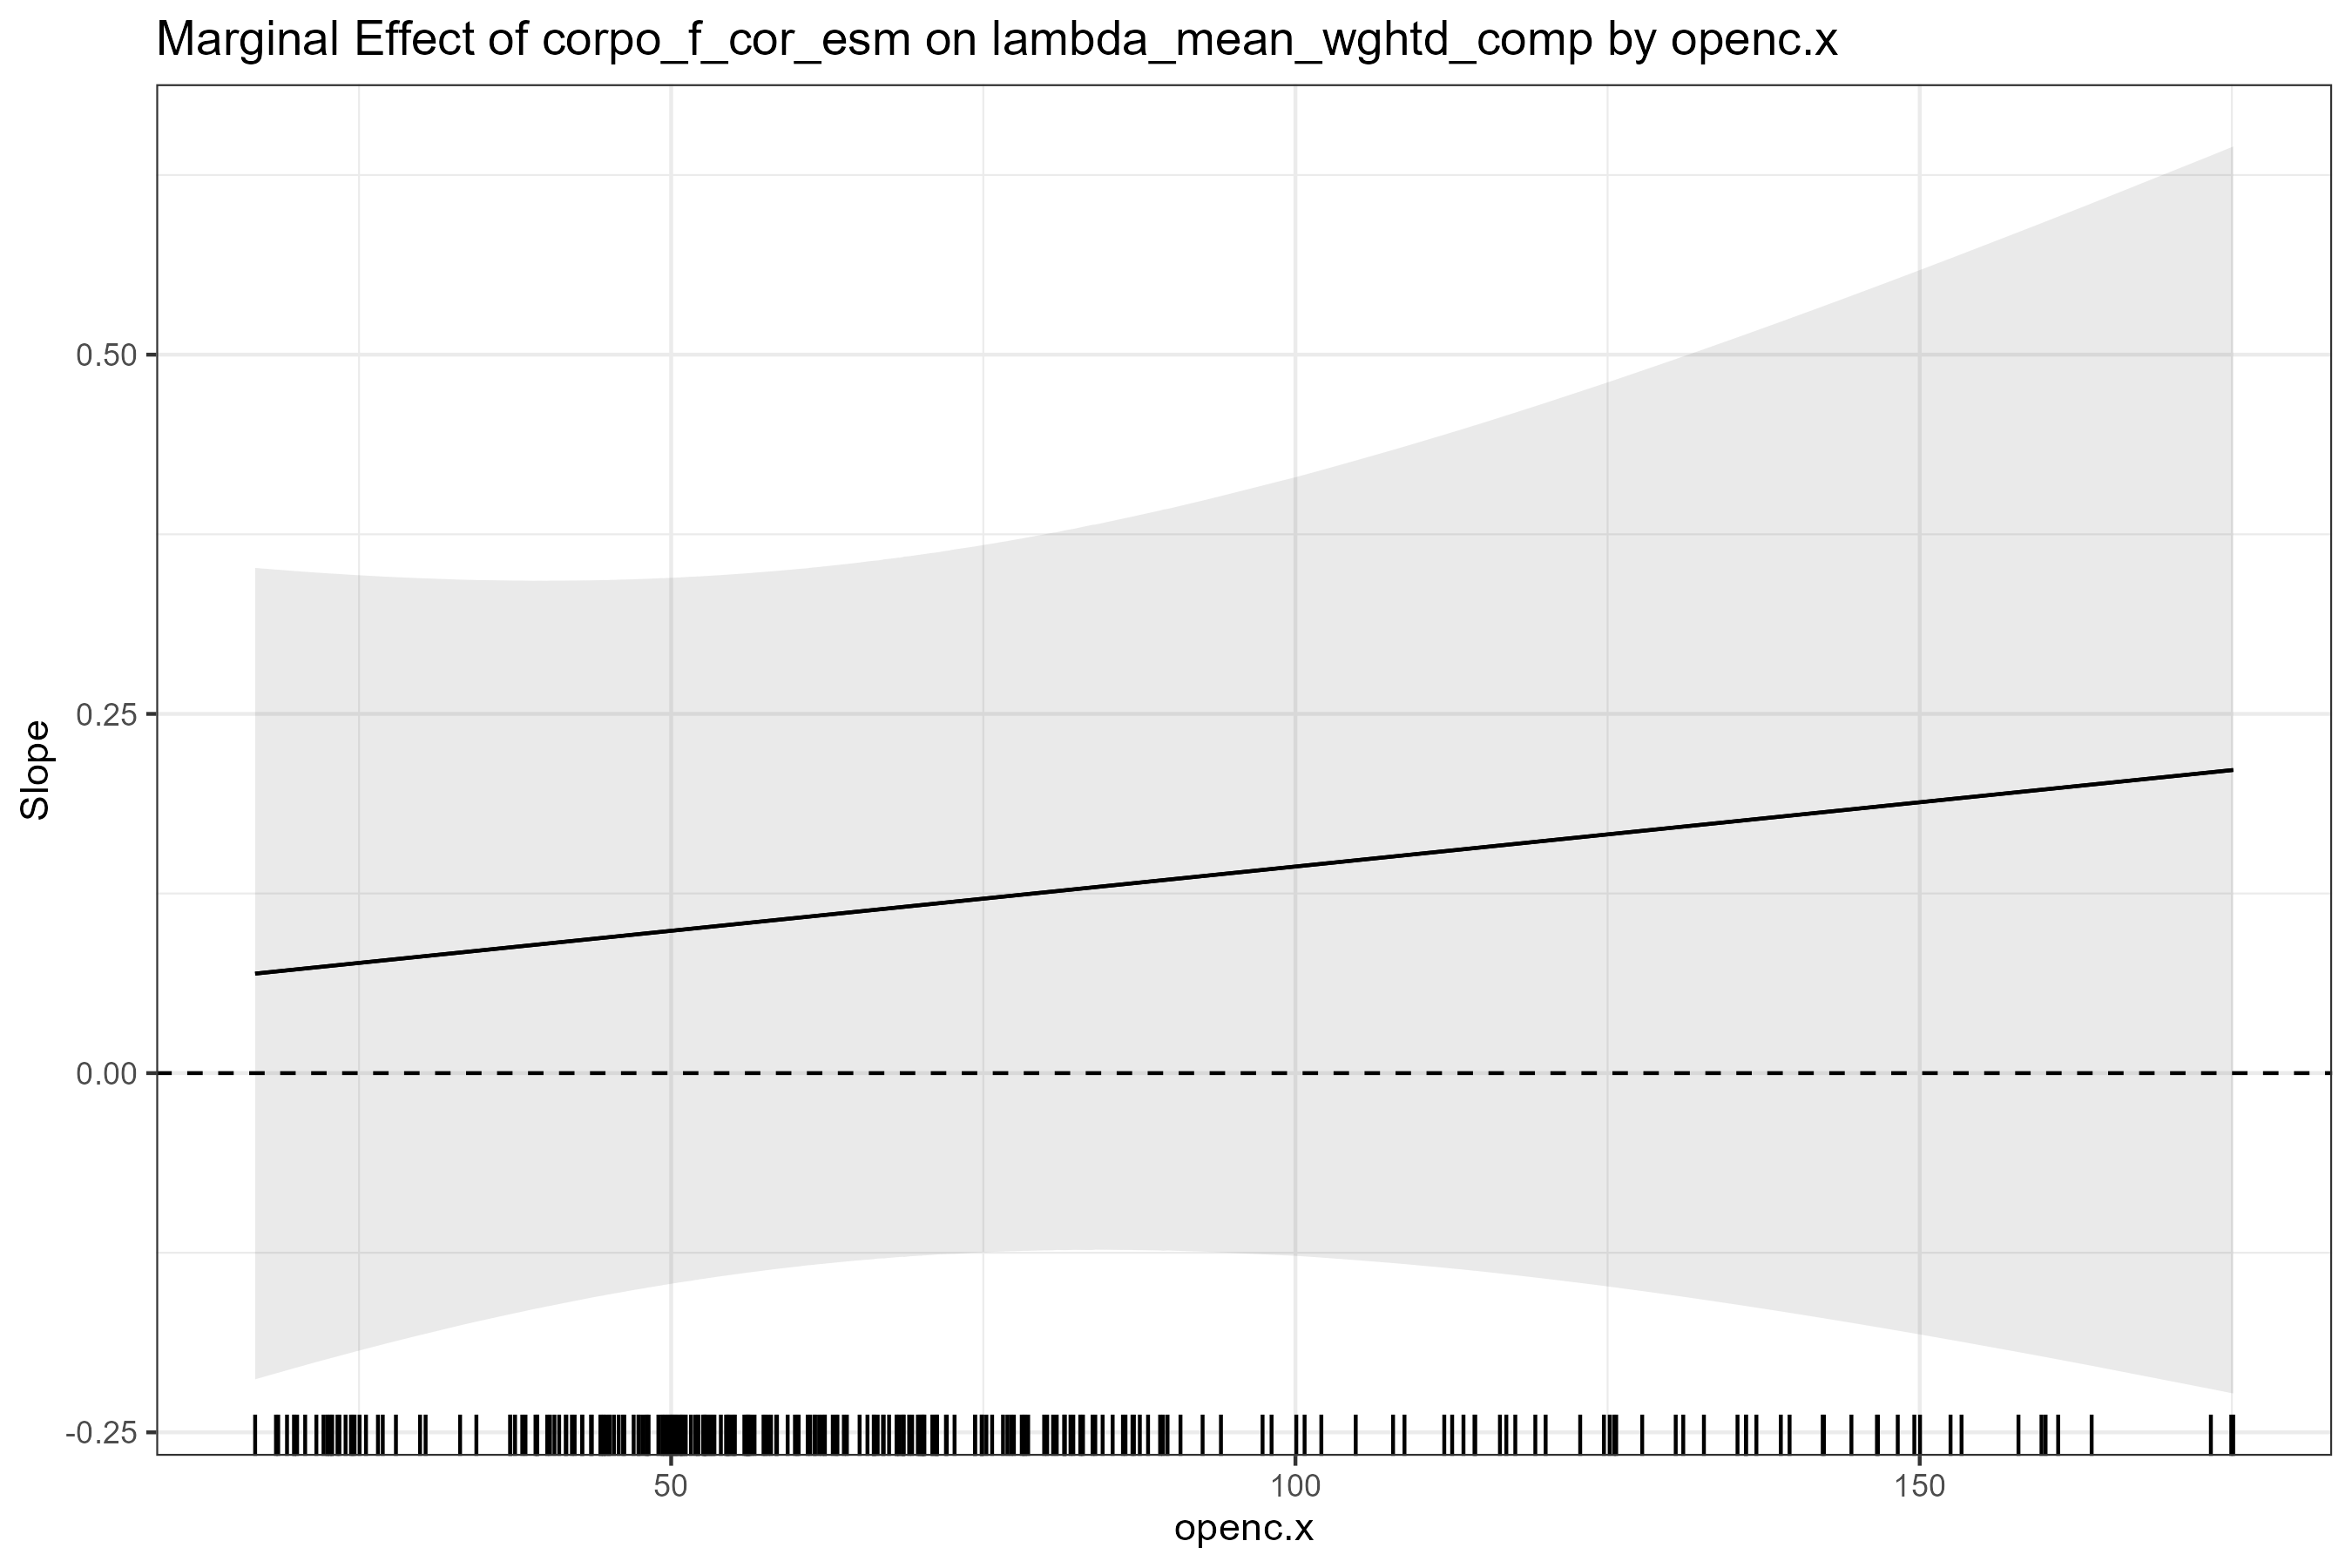 Marginal Effect of corpo_f_cor_esm on lambda_mean_wghtd_comp by openc.x
0.50
0.25
0.00
-0.25
Slope
50
100
150
openc.x